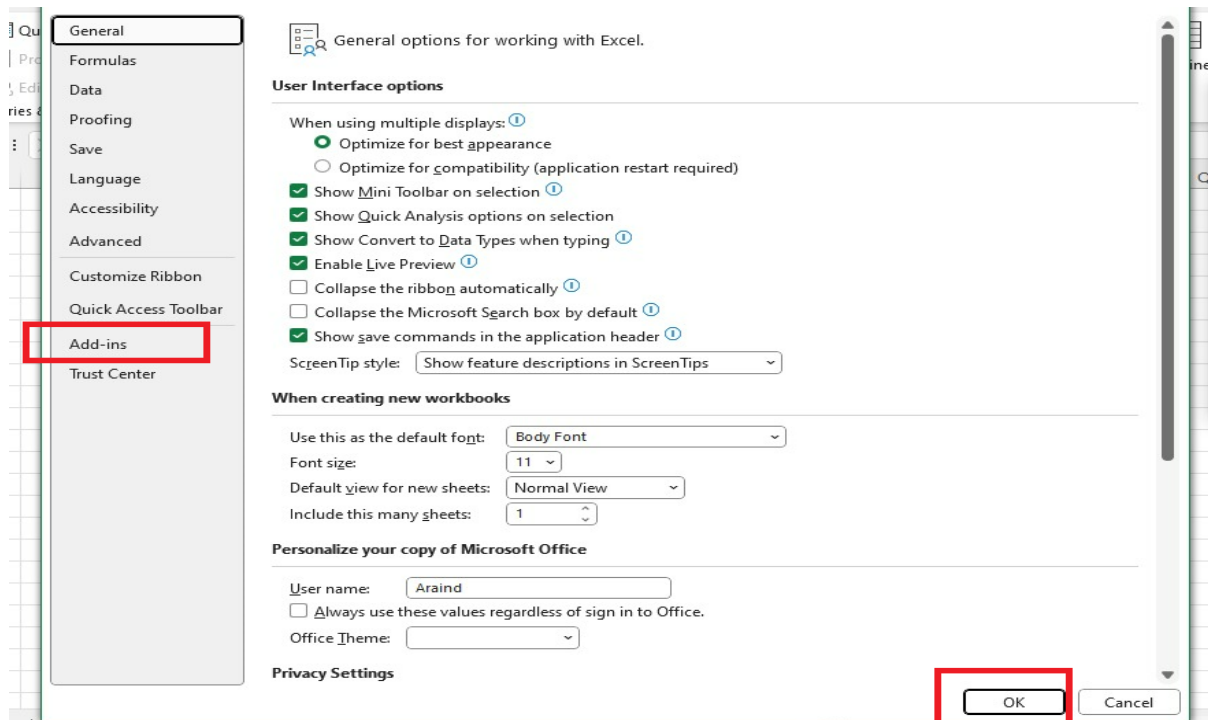 General
Formulas
Data
Proofing
Save
Language
Accessibility
Advanced
Customize Ribbon
Quick Access Toolbar
Add-ins
Trust Center
General options for working with Excel.
User Interface options
When using multiple displays:
Optimize for best appearance
Optimize for compatibility (application restart required)
Show Mini Toolbar on selection
Show Quick Analysis options on selection
Show Convert to Data Types when typing
Enable Live Preview
Collapse the ribbon automatically
Collapse the Microsoft Search box by default
Show save commands in the application header
ScreenTip style: Show feature descriptions in ScreenTips
When creating new workbooks
Use this as the default font: Body Font
Font size: 11
Default view for new sheets: Normal View
Include this many sheets: 1
Personalize your copy of Microsoft Office
User name: Araind
Always use these values regardless of sign in to Office.
Office Theme:
Privacy Settings
OK Cancel